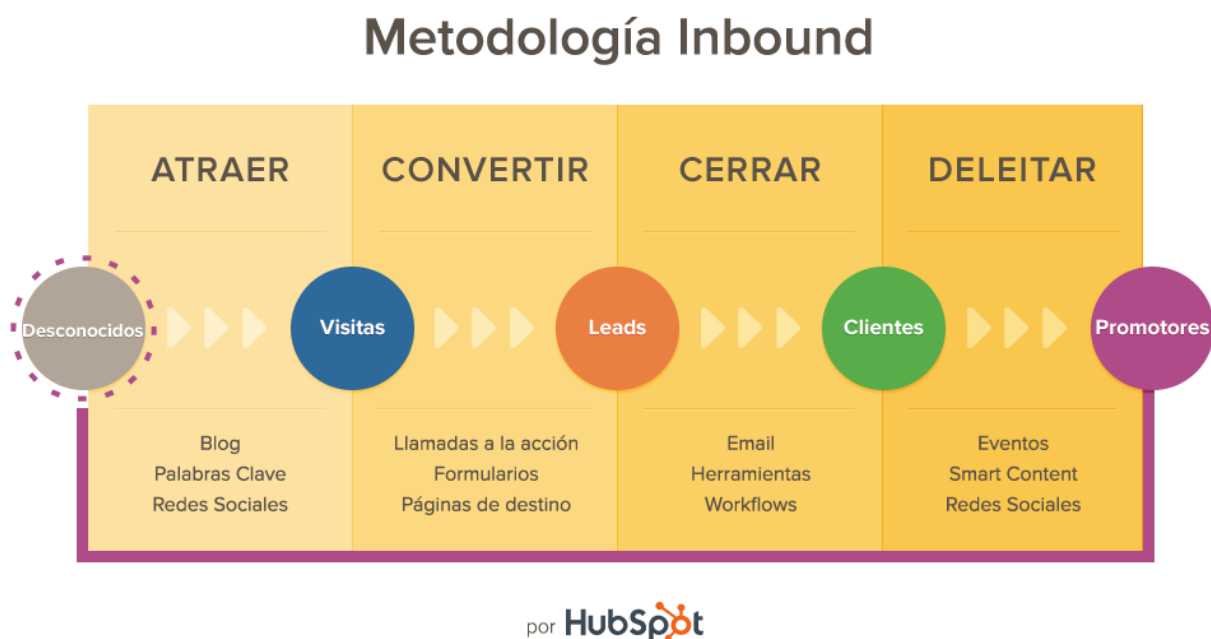 Metodología Inbound
ATRAER
CONVERTIR
CERRAR
DELEITAR
Desconocidos
Visitas
Leads
Clientes
Promotores
Blog
Palabras Clave
Redes Sociales
Llamadas a la acción
Formularios
Páginas de destino
Email
Herramientas
Workflows
Eventos
Smart Content
Redes Sociales
por HubSpot